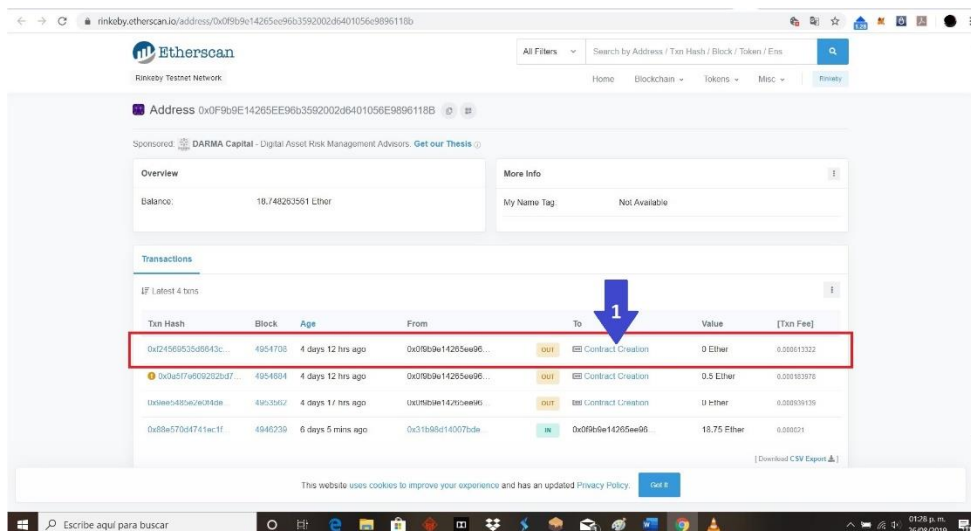 rinkeby.etherscan.io/address/0x0f9b9e14265ee96b3592002d6401056e9896118b
Etherscan
All Filters
Search by Address / Txn Hash / Block / Token / Ens
Rinkeby Testnet Network
Home Blockchain Tokens Misc Rinkeby
Address 0x0F9b9E14265EE96b3592002d6401056E9896118B
Sponsored: DARMA Capital - Digital Asset Risk Management Advisors. Get our Thesis
Overview
More Info
Balance: 18.748263561 Ether
My Name Tag: Not Available
Transactions
Latest 4 txns
1
Txn Hash Block Age From To Value [Txn Fee]
0xf24569535d6643c... 4954708 4 days 12 hrs ago 0x0f9b9e14265ee96... OUT Contract Creation 0 Ether 0.000613322
0x0a5f7e609282bd7... 4954684 4 days 12 hrs ago 0x0f9b9e14265ee96... OUT Contract Creation 0.5 Ether 0.000183978
4953562 4 days 17 hrs ago 0x0f9b9e14265ee96... OUT Contract Creation 0 Ether 0.000939129
0x88e570d4741ec1f... 4946239 6 days 5 mins ago 0x31b98d14007bde... IN 0x0f9b9e14265ee96... 18.75 Ether 0.000021
[ Download CSV Export ]
This website uses cookies to improve your experience and has an updated Privacy Policy. Got It
Escribe aquí para buscar
01:28 p. m.
26/08/2019